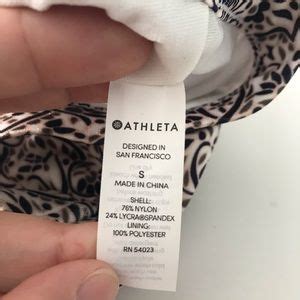 ATHLETA
DESIGNED IN
SAN FRANCISCO
S
MADE IN CHINA
SHELL:
76% NYLON
24% LYCRA®SPANDEX
LINING:
100% POLYESTER
RN 54023